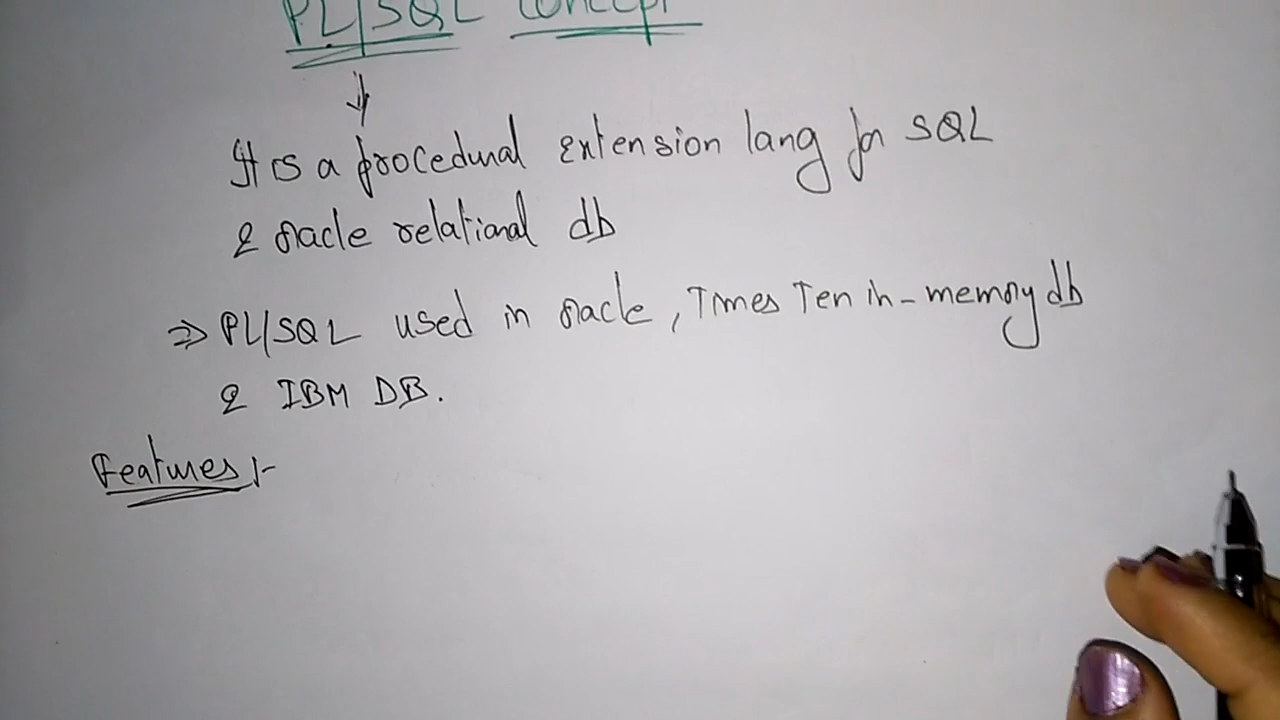 PL/SQL Concept
It is a procedural extension lang for SQL
& oracle relational db
⇒ PL/SQL used in oracle, Times Ten in-memory db
& IBM DB.
Features :-